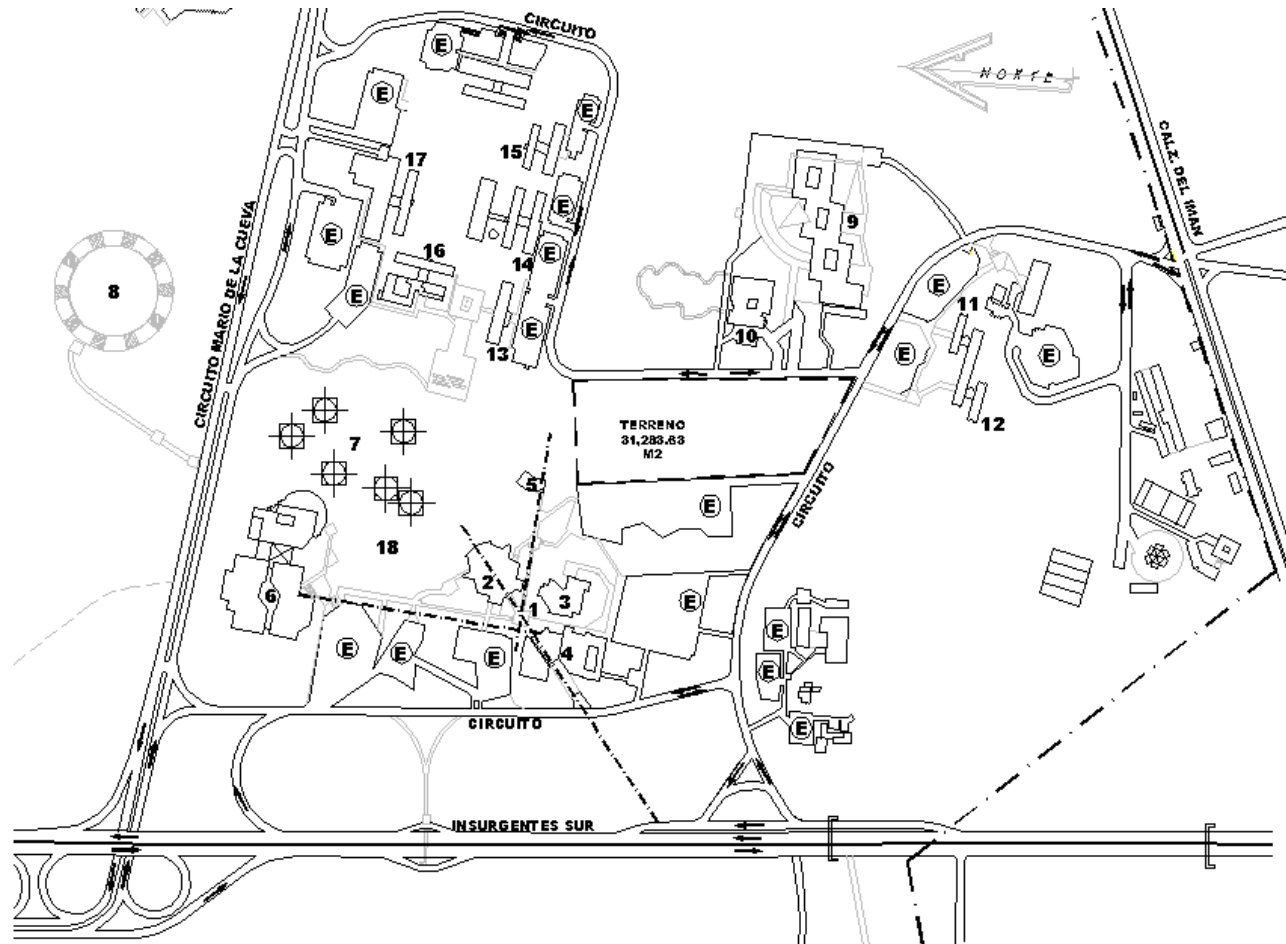 CIRCUITO
E
E
NORTE
E
CALZ. DEL IMAN
15
17
E
9
E
CIRCUITO MARIO DE LA CUEVA
E
16
14
8
E
E
11
10
E
13
E
E
TERRENO
31,283.63
M2
12
7
5
E
CIRCUITO
18
2
6
3
E
1
E
E
E
E
4
E
CIRCUITO
E
INSURGENTES SUR